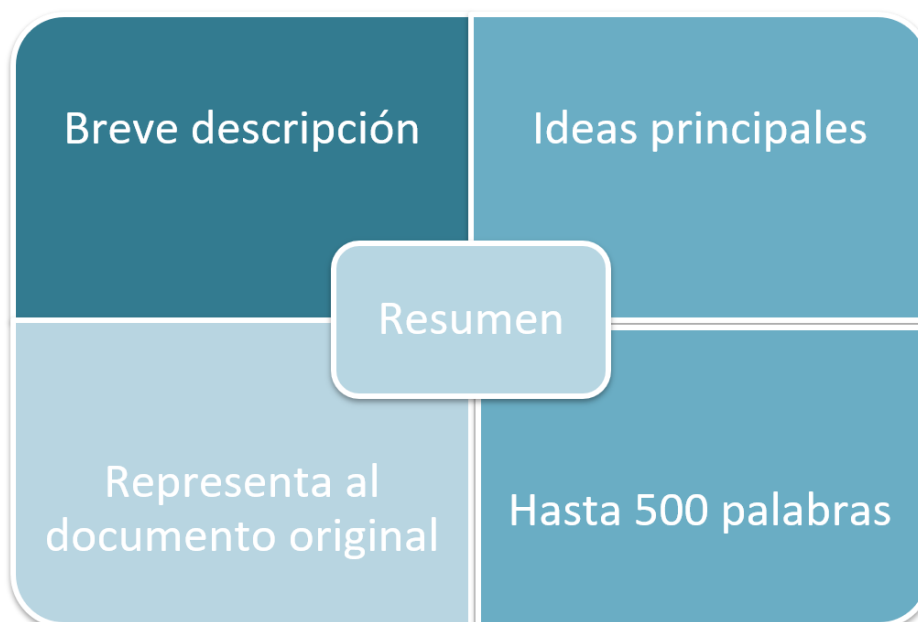 Breve descripción
Ideas principales
Resumen
Representa al
documento original
Hasta 500 palabras